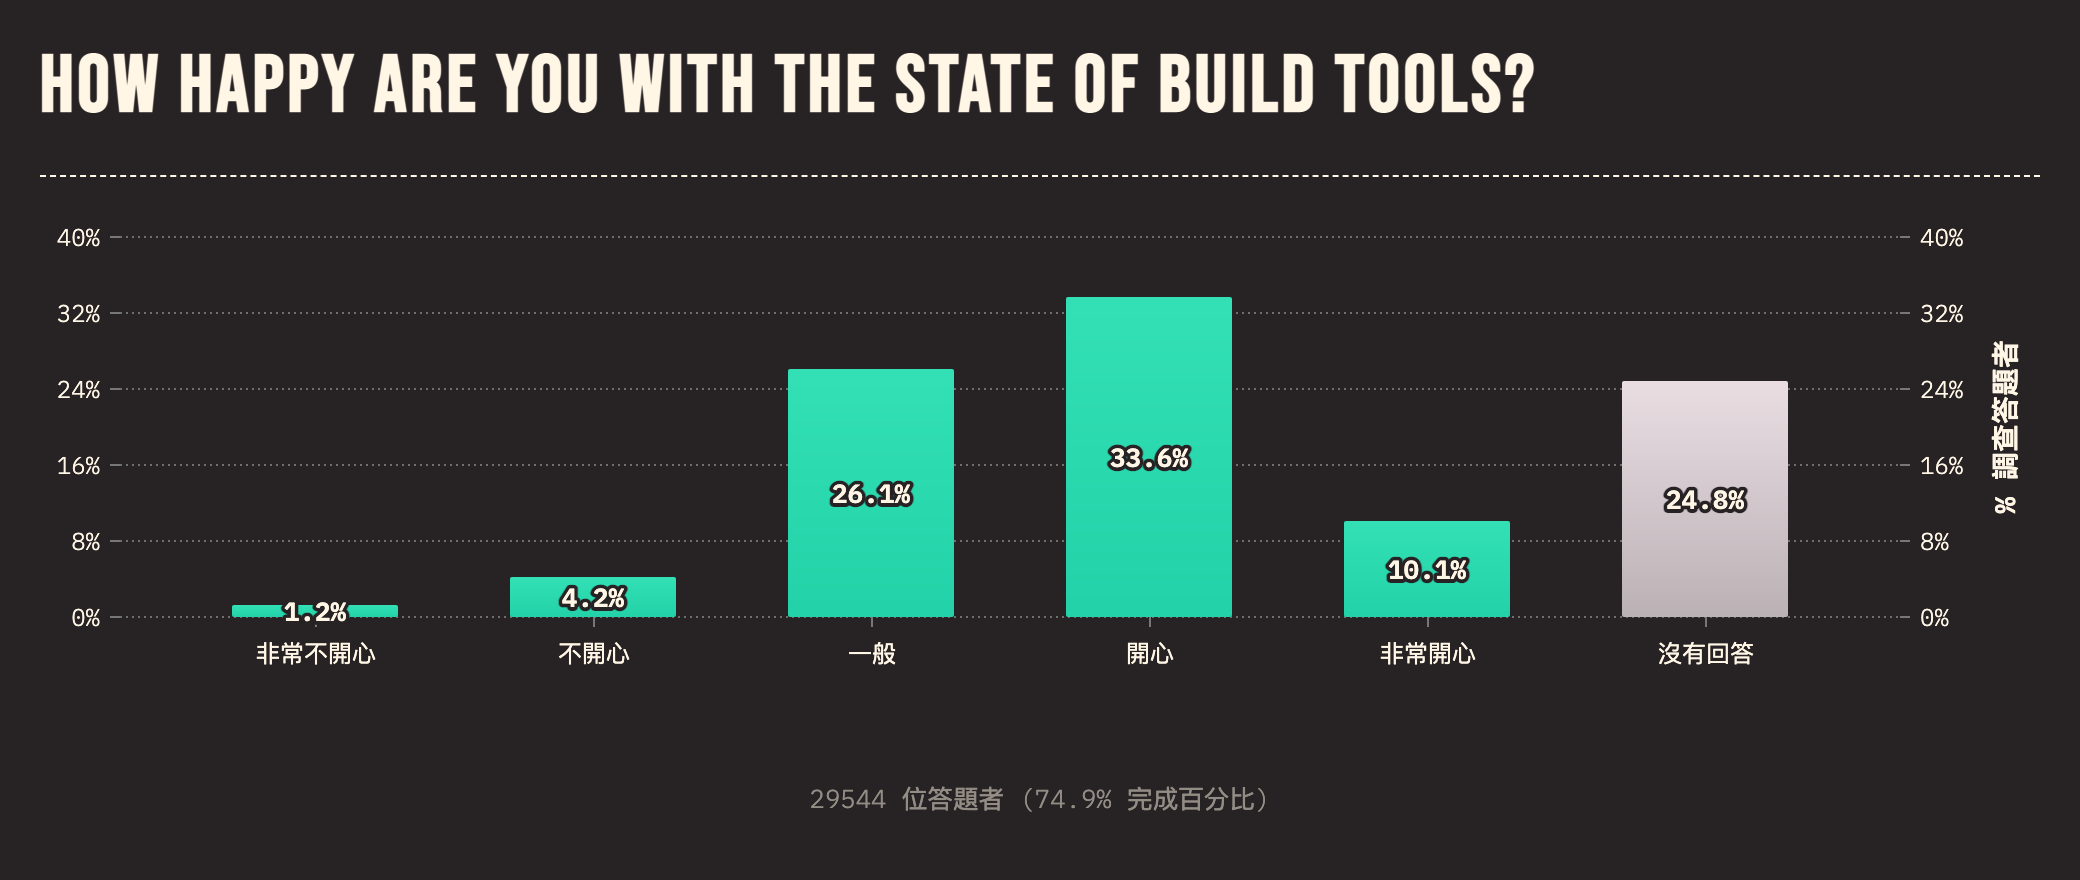 HOW HAPPY ARE YOU WITH THE STATE OF BUILD TOOLS?
40% 40%
32% 32%
24% 24%
16% 16%
8% 8%
0% 0%
1.2% 4.2% 26.1% 33.6% 10.1% 24.8%
非常不開心 不開心 一般 開心 非常開心 沒有回答
% 調查答題者
29544 位答題者 (74.9% 完成百分比)